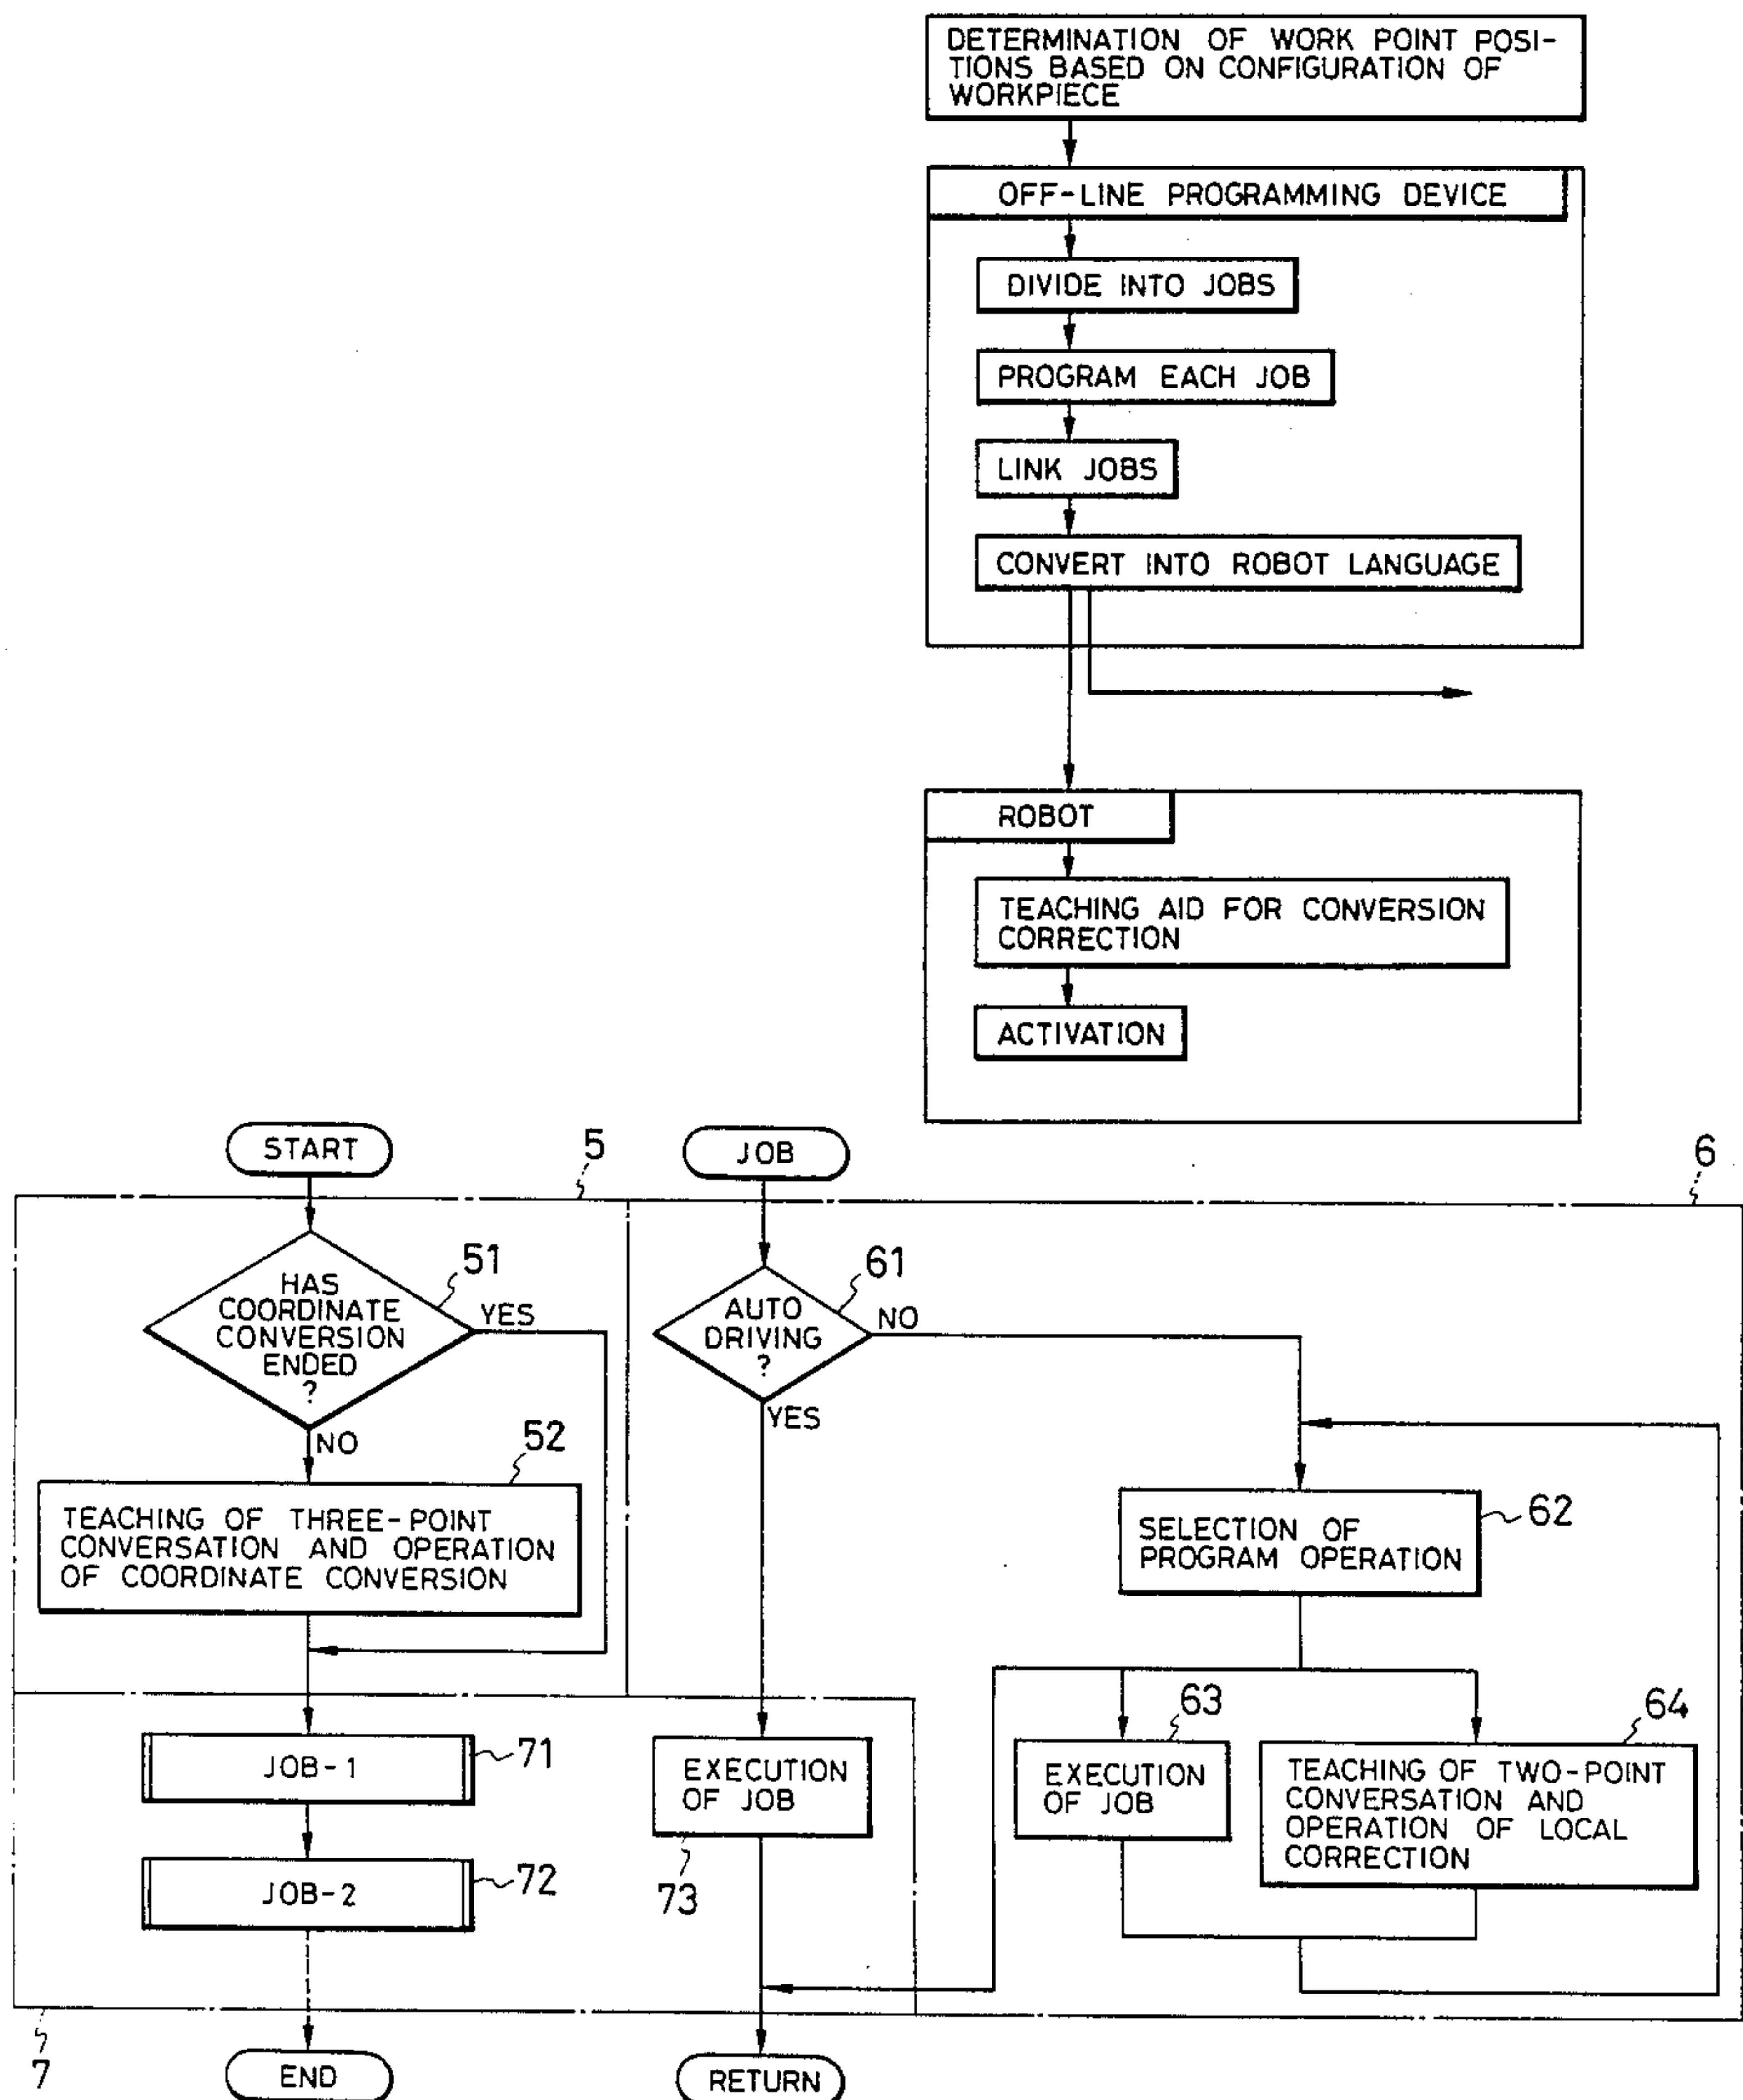 DETERMINATION OF WORK POINT POSI-
TIONS BASED ON CONFIGURATION OF
WORKPIECE
OFF-LINE PROGRAMMING DEVICE
DIVIDE INTO JOBS
PROGRAM EACH JOB
LINK JOBS
CONVERT INTO ROBOT LANGUAGE
ROBOT
TEACHING AID FOR CONVERSION
CORRECTION
ACTIVATION
START
5
HAS
COORDINATE
CONVERSION
ENDED
?
51
YES
NO
52
TEACHING OF THREE-POINT
CONVERSATION AND OPERATION
OF COORDINATE CONVERSION
JOB-1
71
JOB-2
72
7
END
JOB
6
AUTO
DRIVING
?
61
NO
YES
SELECTION OF
PROGRAM OPERATION
62
EXECUTION
OF JOB
73
63
EXECUTION
OF JOB
64
TEACHING OF TWO-POINT
CONVERSATION AND
OPERATION OF LOCAL
CORRECTION
RETURN